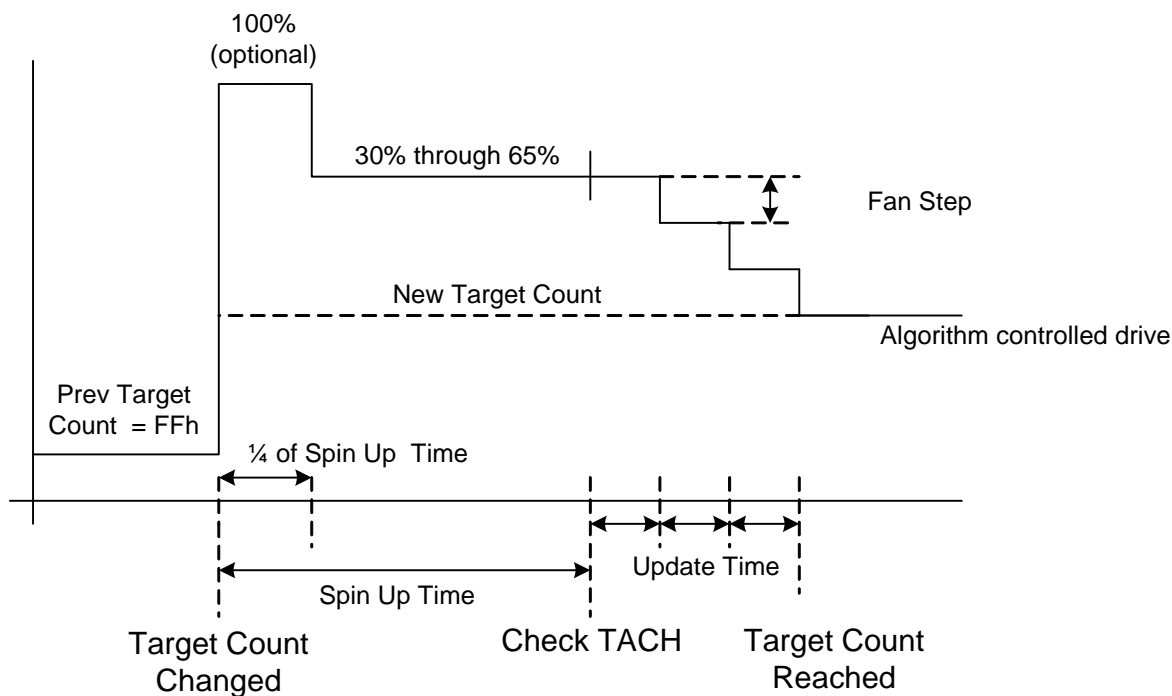 100%
(optional)
30% through 65%
Fan Step
New Target Count
Algorithm controlled drive
Prev Target
Count = FFh
¼ of Spin Up Time
Update Time
Spin Up Time
Target Count
Changed
Check TACH
Target Count
Reached